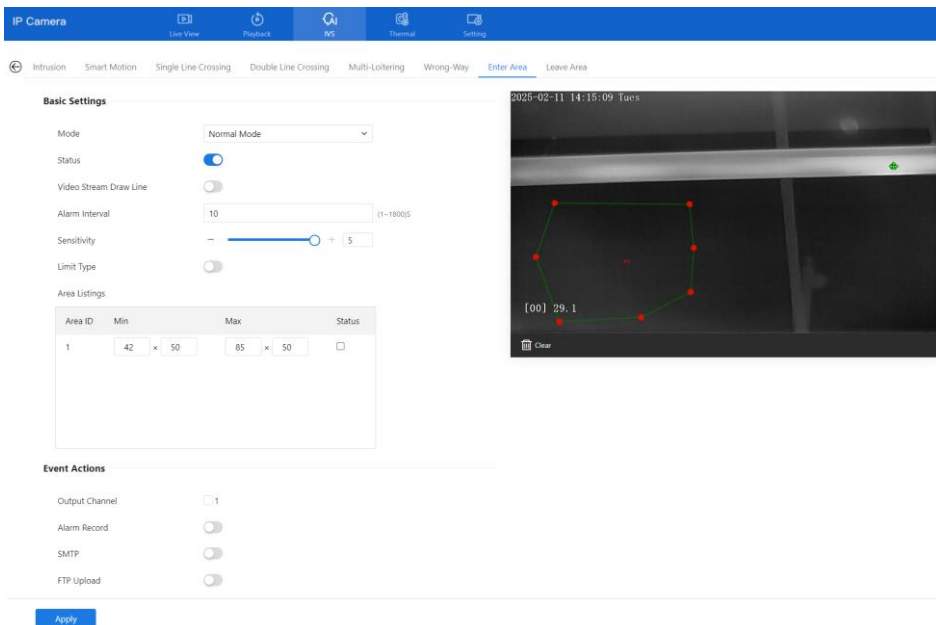 IP Camera
Live View
Playback
AI
IVS
Thermal
Setting
Intrusion Smart Motion Single Line Crossing Double Line Crossing Multi-Loitering Wrong-Way Enter Area Leave Area
Basic Settings
Mode Normal Mode
Status
Video Stream Draw Line
Alarm Interval 10 (1~1800)S
Sensitivity − + 5
Limit Type
Area Listings
Area ID Min Max Status
1 42 × 50 85 × 50
Event Actions
Output Channel 1
Alarm Record
SMTP
FTP Upload
Apply
2025-02-11 14:15:09 Tues
[00] 29.1
Clear